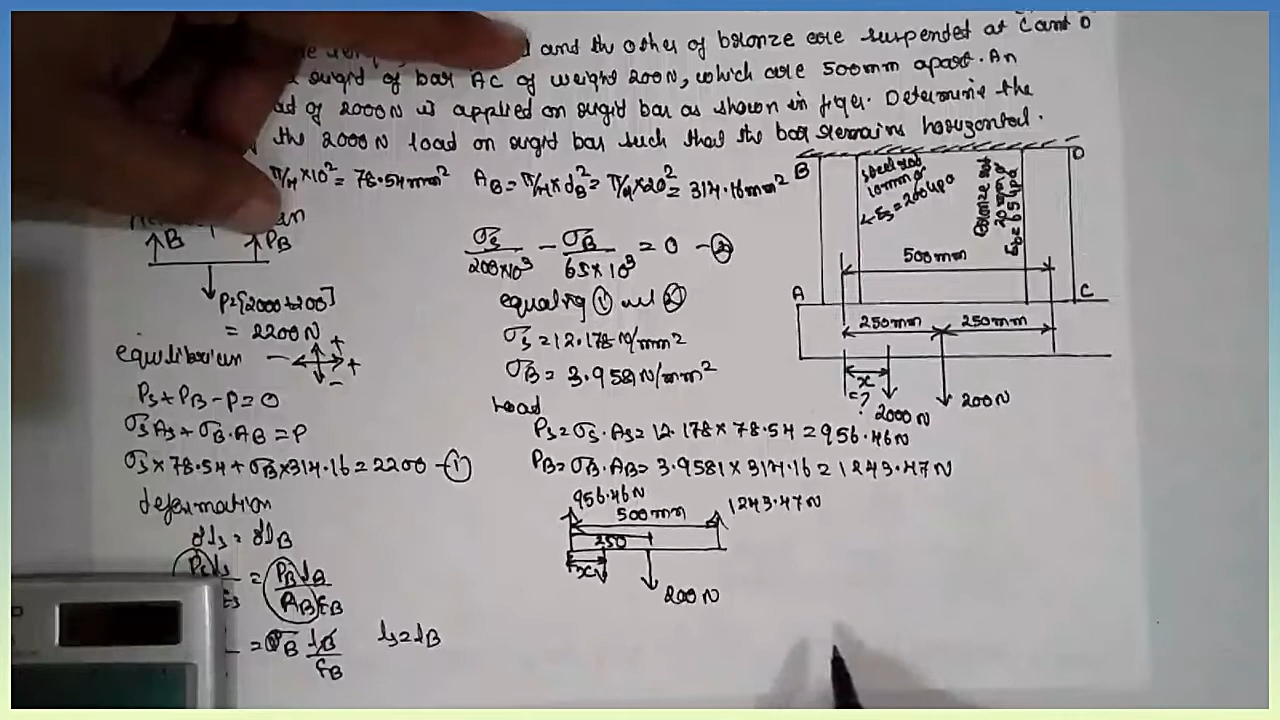 and the other of bronze are suspended at C and D
of bar AC of weight 200N, which are 500mm apart. An
of 2000N is applied on rigid bar as shown in figer. Determine the
the 2000N load on rigid bar such that the bar remains horizontal.
π/4×10²= 78.54mm² A_B= π/4×d_B²= π/4×20²= 314.16mm²
P_B
P=[2000+200]
= 2200N
equilibrium - + + -
P_S+P_B-P=0
σ_S A_S+σ_B.A_B=P
σ_S×78.54+σ_B×314.16=2200-①
deformation
δl_S=δl_B
P_S l_S = P_B l_B
E_S A_B E_B
= σ_B l_B l_S=l_B
E_B
σ_S/200×10³ - σ_B/65×10³ = 0 -②
equating ① and ②
σ_S=12.178N/mm²
σ_B= 3.9581N/mm²
load
P_S=σ_S.A_S=12.178×78.54=956.46N
P_B=σ_B.A_B=3.9581×314.16=1243.47N
956.46N
1243.47N
500mm
250
x
200N
B
D
steel rod
10mm φ
E_S=200Gpa
Bronze rod
20mm φ
E_b=65Gpa
500mm
A
C
250mm 250mm
x
=?
2000N
200N